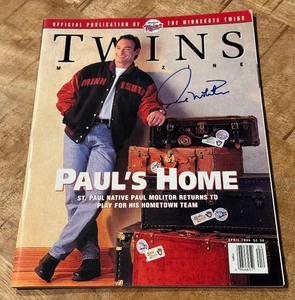 OFFICIAL PUBLICATION OF THE MINNESOTA TWINS
TWINS
MAGAZINE
MINNESOTA
PAUL'S HOME
ST. PAUL NATIVE PAUL MOLITOR RETURNS TO
PLAY FOR HIS HOMETOWN TEAM